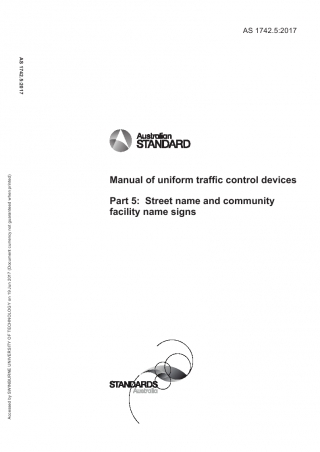 AS 1742.5:2017
AS 1742.5:2017
Australian
STANDARD
Manual of uniform traffic control devices
Part 5: Street name and community
facility name signs
Accessed by SWINBURNE UNIVERSITY OF TECHNOLOGY on 19 Jun 2017 (Document currency not guaranteed when printed)
STANDARDS
Australia